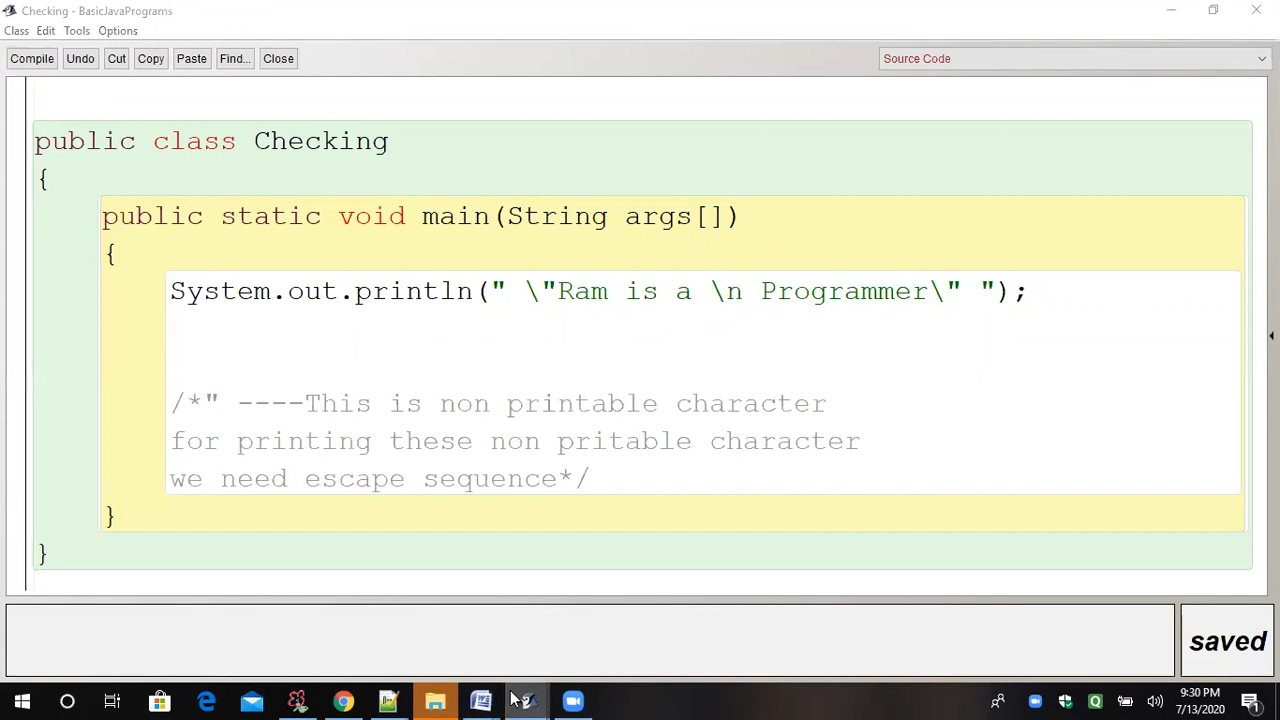 Checking - BasicJavaPrograms
Class Edit Tools Options
Compile Undo Cut Copy Paste Find... Close Source Code
public class Checking
{
public static void main(String args[])
{
System.out.println(" \"Ram is a \n Programmer\" ");
/*" ----This is non printable character
for printing these non pritable character
we need escape sequence*/
}
}
saved
9:30 PM
7/13/2020